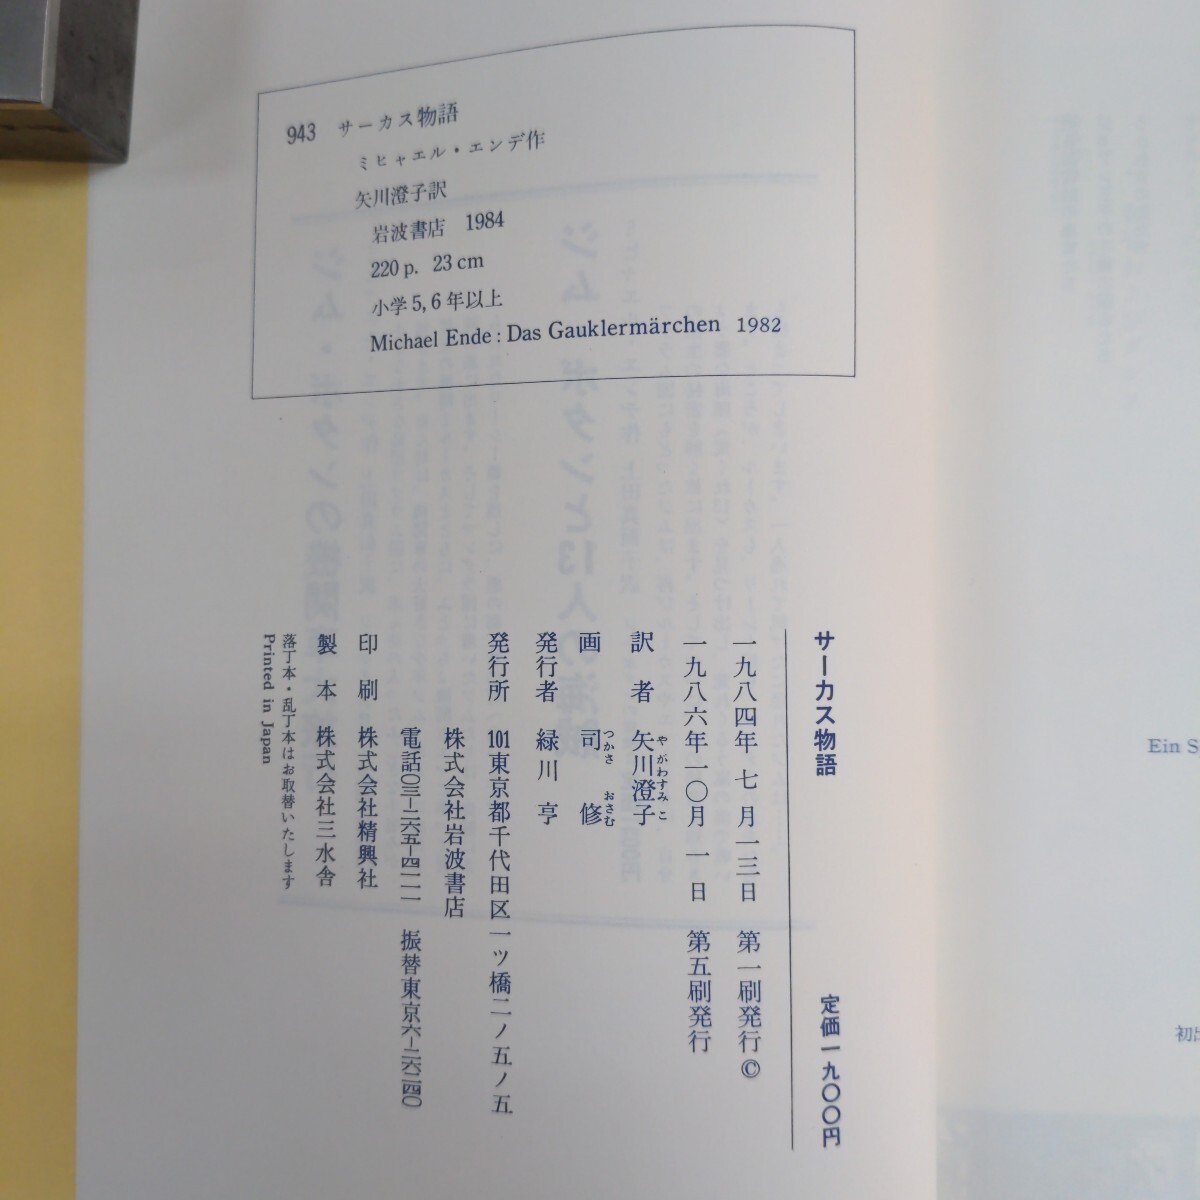 943 サーカス物語
ミヒャエル・エンデ作
矢川澄子訳
岩波書店 1984
220 p. 23 cm
小学5, 6年以上
Michael Ende : Das Gauklermärchen 1982
サーカス物語 定価一九〇〇円
一九八四年 七 月一三日 第一刷発行©
一九八六年一〇月 一日 第五刷発行
訳 者 矢川澄子
や がわすみ こ
画 司 修
つかさ おさむ
発行者 緑川 亨
発行所 101東京都千代田区一ツ橋二ノ五ノ五
株式会社岩波書店
電話〇三-二六五-四一一一 振替東京六-二六二四〇
印 刷 株式会社精興社
製 本 株式会社三水舎
落丁本・乱丁本はお取替いたします
Printed in Japan
Ein S
初出